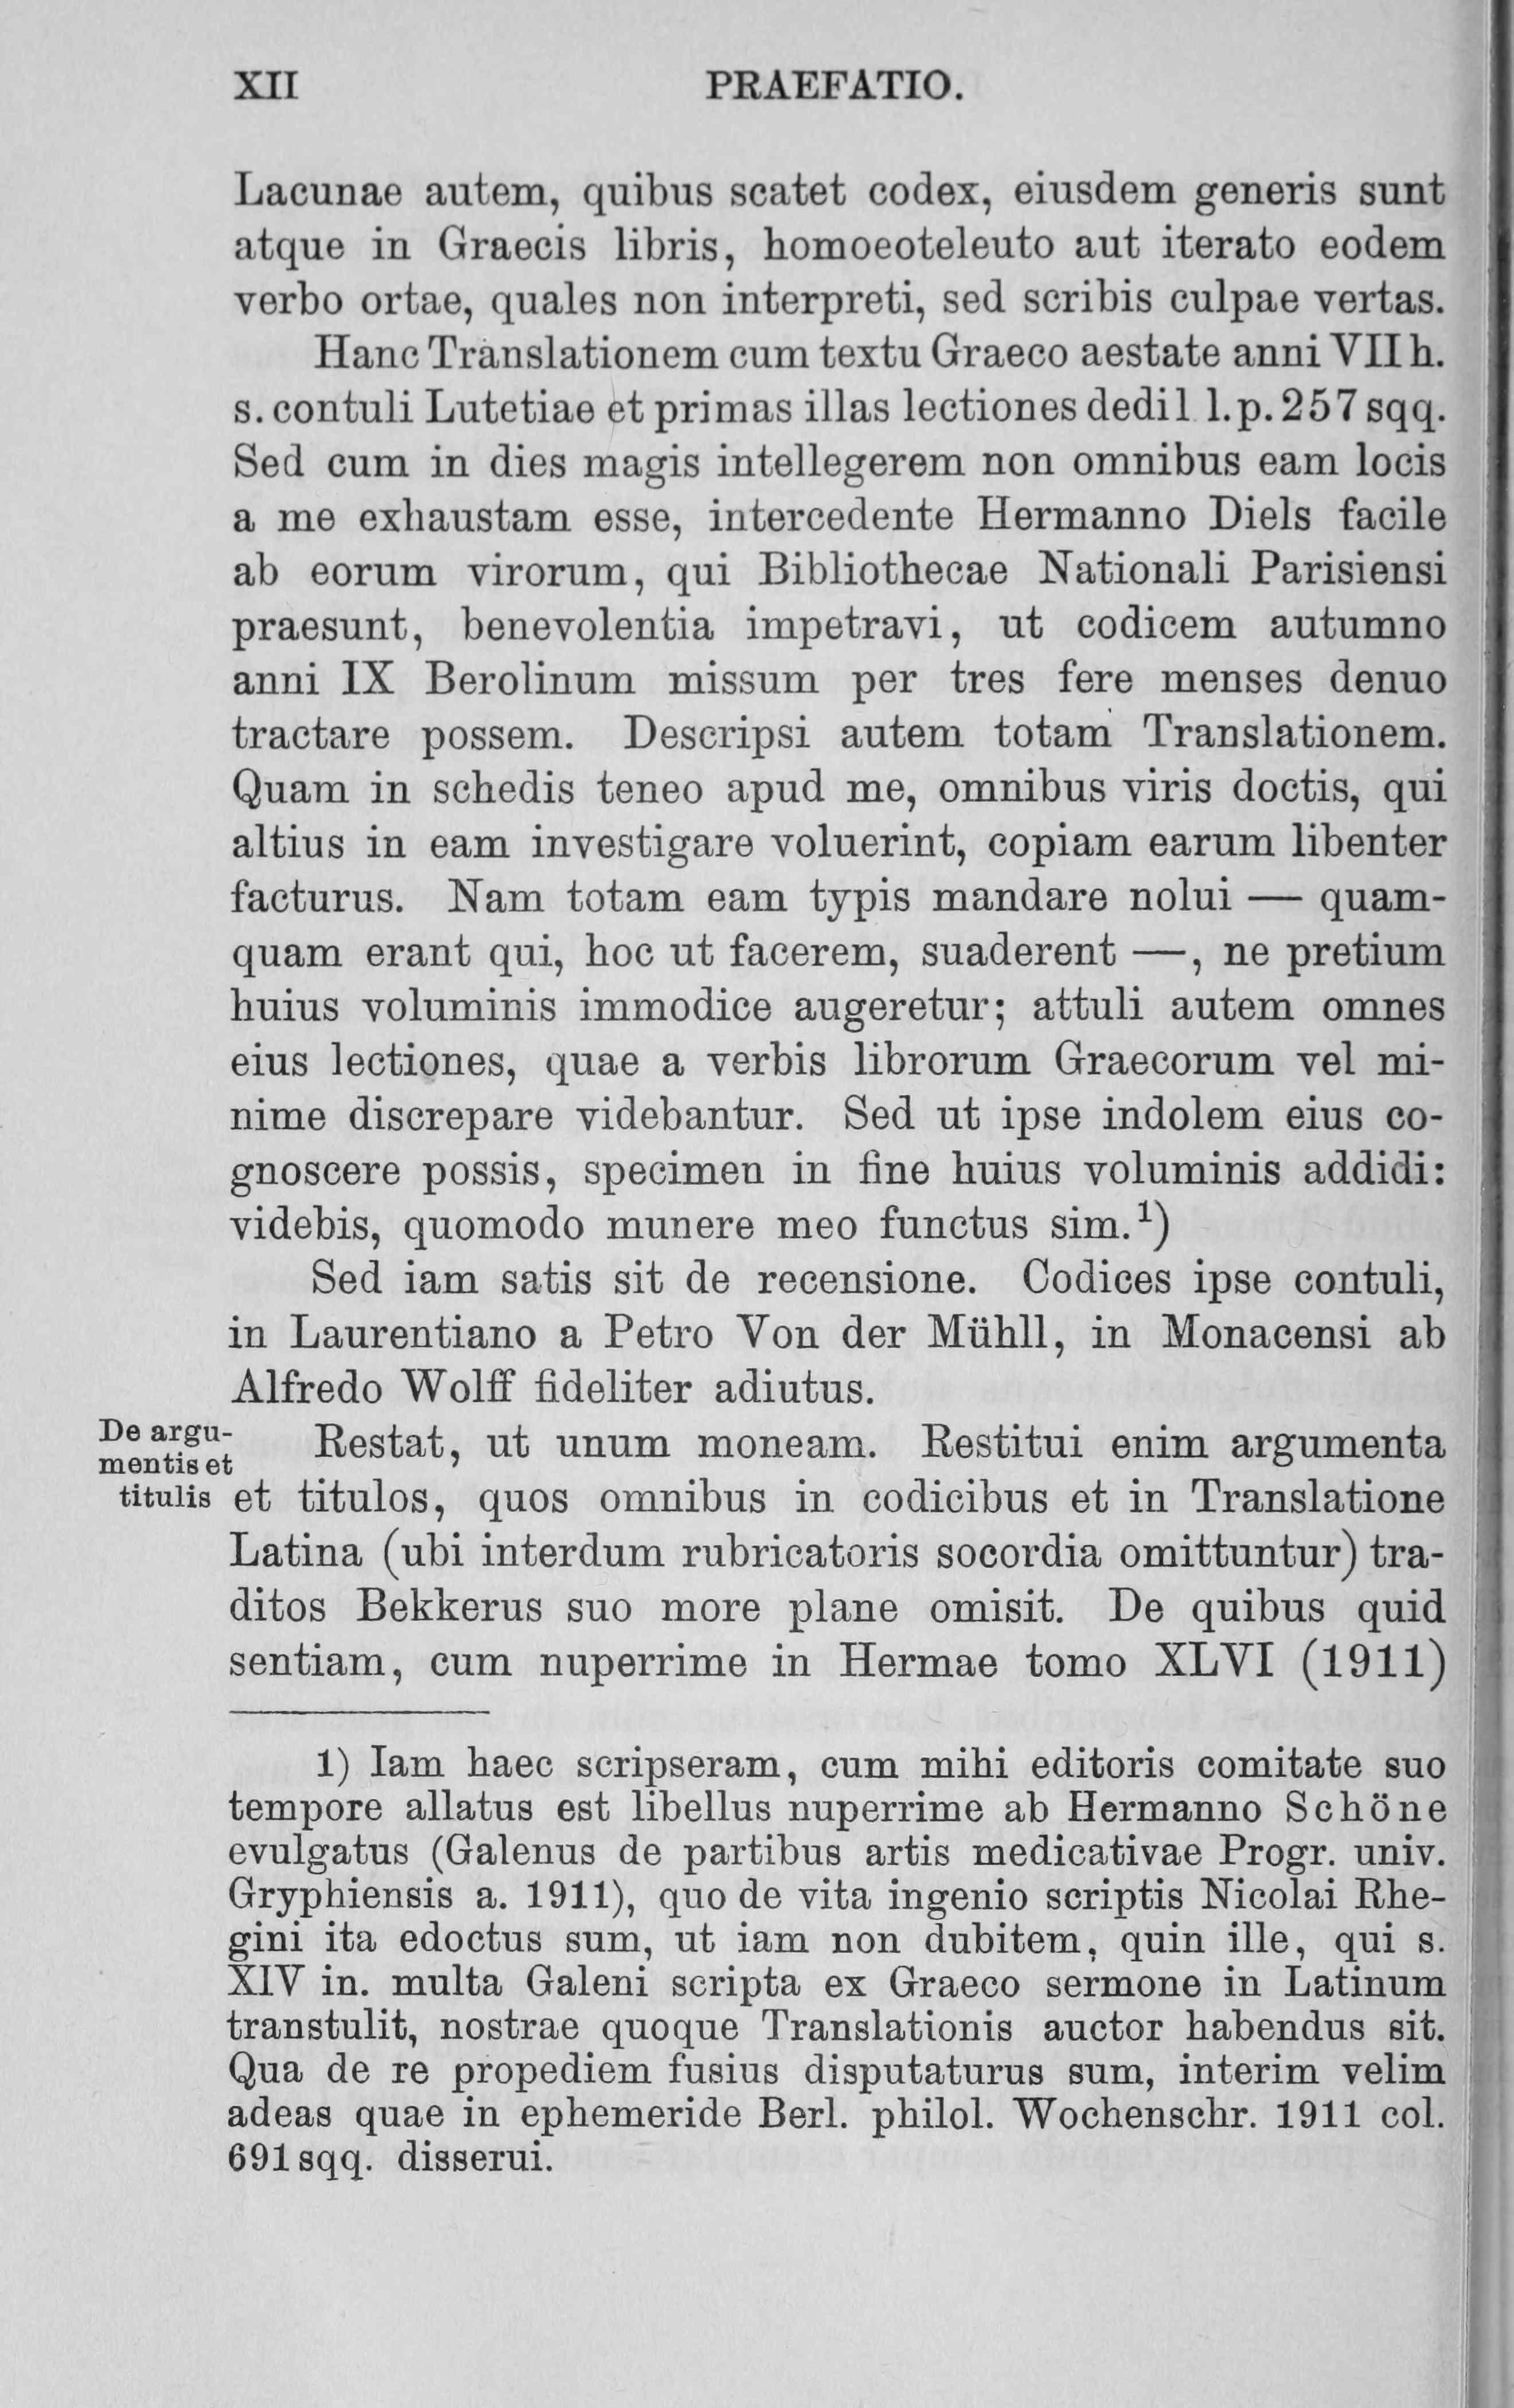 XII PRAEFATIO.
Lacunae autem, quibus scatet codex, eiusdem generis sunt
atque in Graecis libris, homoeoteleuto aut iterato eodem
verbo ortae, quales non interpreti, sed scribis culpae vertas.
Hanc Translationem cum textu Graeco aestate anni VII h.
s. contuli Lutetiae et primas illas lectiones dedi l. l. p. 257 sqq.
Sed cum in dies magis intellegerem non omnibus eam locis
a me exhaustam esse, intercedente Hermanno Diels facile
ab eorum virorum, qui Bibliothecae Nationali Parisiensi
praesunt, benevolentia impetravi, ut codicem autumno
anni IX Berolinum missum per tres fere menses denuo
tractare possem. Descripsi autem totam Translationem.
Quam in schedis teneo apud me, omnibus viris doctis, qui
altius in eam investigare voluerint, copiam earum libenter
facturus. Nam totam eam typis mandare nolui — quam-
quam erant qui, hoc ut facerem, suaderent —, ne pretium
huius voluminis immodice augeretur; attuli autem omnes
eius lectiones, quae a verbis librorum Graecorum vel mi-
nime discrepare videbantur. Sed ut ipse indolem eius co-
gnoscere possis, specimen in fine huius voluminis addidi:
videbis, quomodo munere meo functus sim.¹)
Sed iam satis sit de recensione. Codices ipse contuli,
in Laurentiano a Petro Von der Mühll, in Monacensi ab
Alfredo Wolff fideliter adiutus.
De argu-
mentis et
titulis
Restat, ut unum moneam. Restitui enim argumenta
et titulos, quos omnibus in codicibus et in Translatione
Latina (ubi interdum rubricatoris socordia omittuntur) tra-
ditos Bekkerus suo more plane omisit. De quibus quid
sentiam, cum nuperrime in Hermae tomo XLVI (1911)
1) Iam haec scripseram, cum mihi editoris comitate suo
tempore allatus est libellus nuperrime ab Hermanno Schöne
evulgatus (Galenus de partibus artis medicativae Progr. univ.
Gryphiensis a. 1911), quo de vita ingenio scriptis Nicolai Rhe-
gini ita edoctus sum, ut iam non dubitem, quin ille, qui s.
XIV in. multa Galeni scripta ex Graeco sermone in Latinum
transtulit, nostrae quoque Translationis auctor habendus sit.
Qua de re propediem fusius disputaturus sum, interim velim
adeas quae in ephemeride Berl. philol. Wochenschr. 1911 col.
691 sqq. disserui.